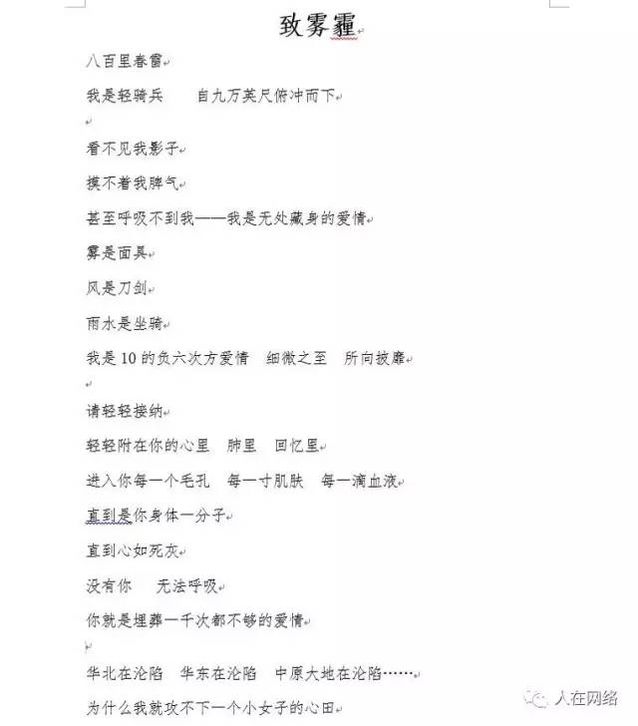 致雾霾
八百里春雷
我是轻骑兵 自九万英尺俯冲而下
看不见我影子
摸不着我脾气
甚至呼吸不到我——我是无处藏身的爱情
雾是面具
风是刀剑
雨水是坐骑
我是10的负六次方爱情 细微之至 所向披靡
请轻轻接纳
轻轻附在你的心里 肺里 回忆里
进入你每一个毛孔 每一寸肌肤 每一滴血液
直到是你身体一分子
直到心如死灰
没有你 无法呼吸
你就是埋葬一千次都不够的爱情
华北在沦陷 华东在沦陷 中原大地在沦陷……
为什么我就攻不下一个小女子的心田
人在网络